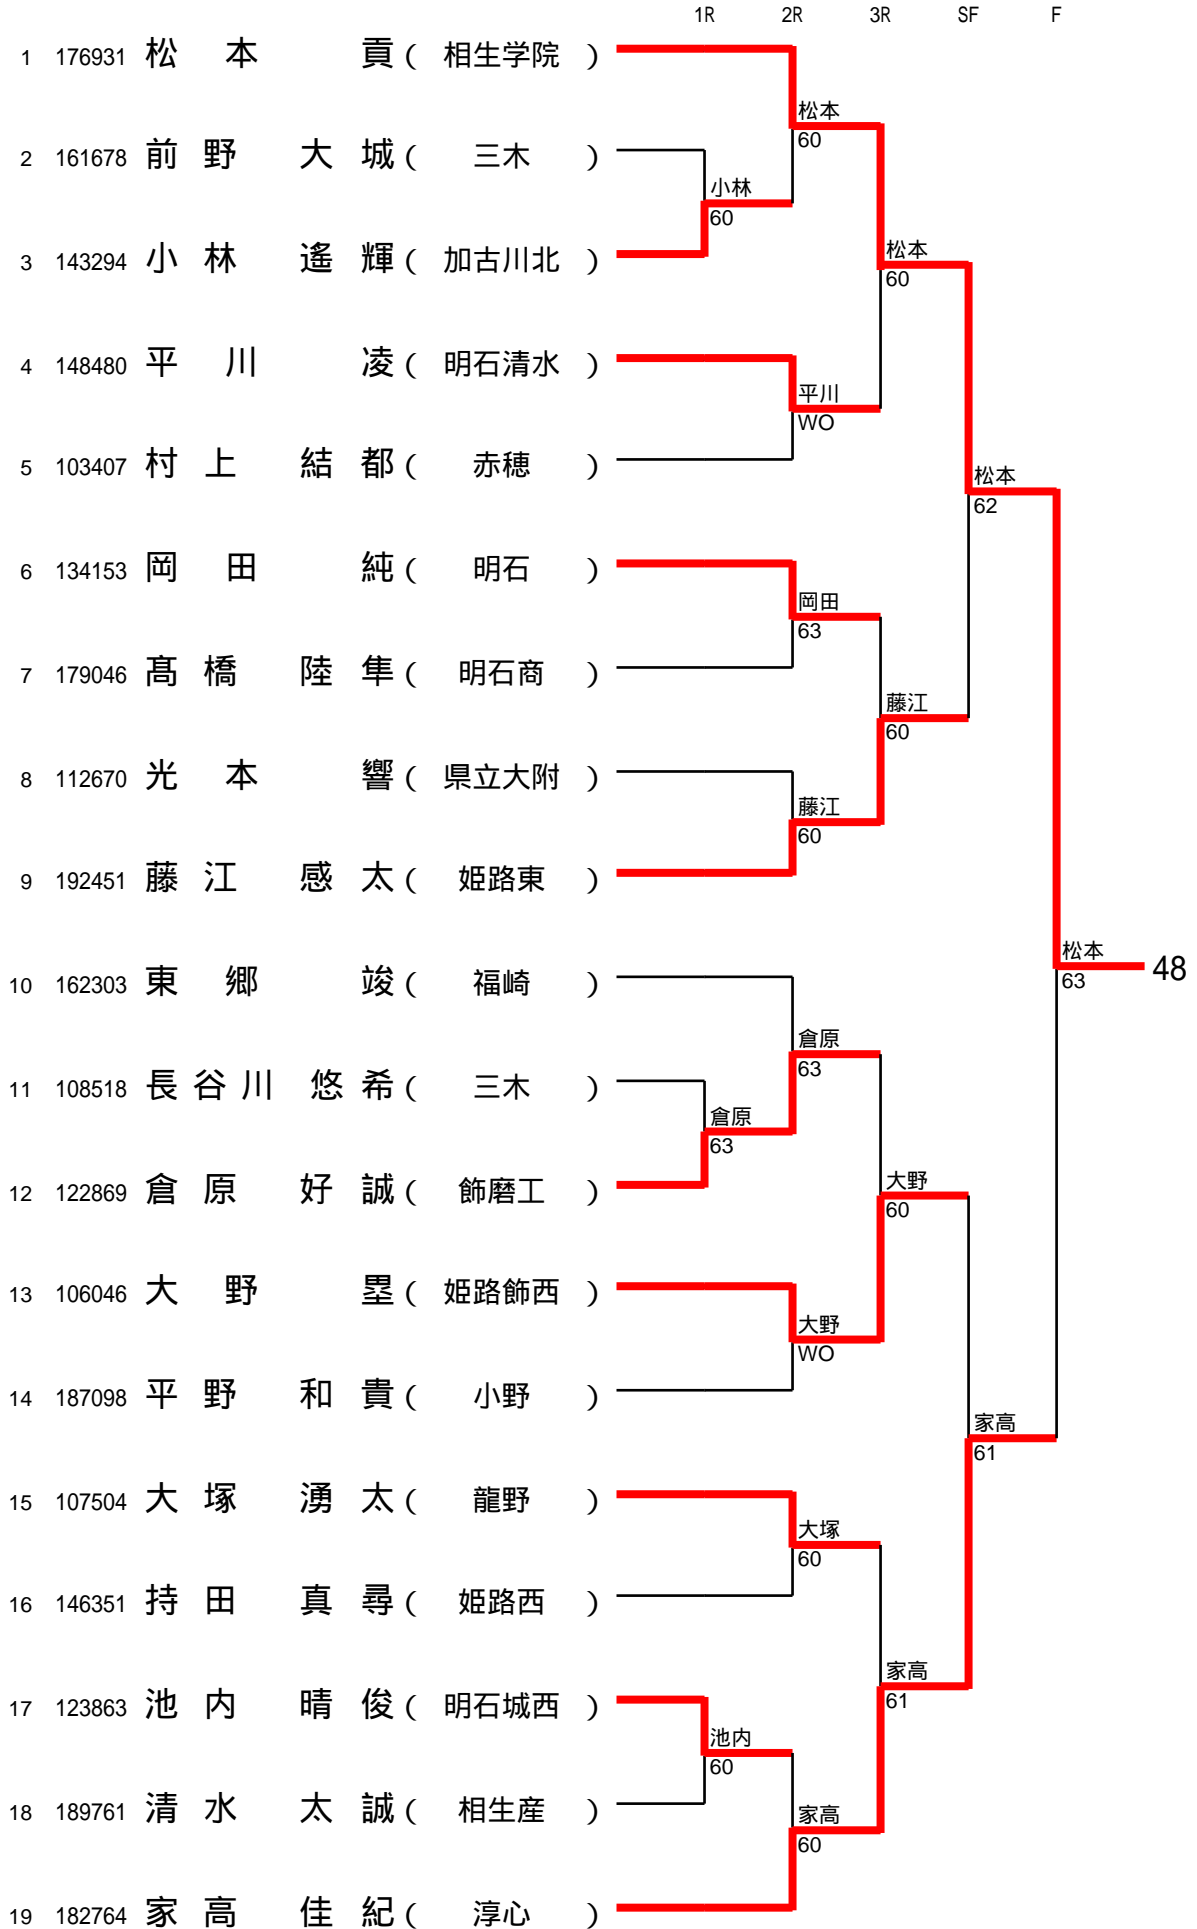 1R 2R 3R SF F
1 176931 松本 貢 ( 相生学院 )
松本
60
2 161678 前野 大城 ( 三木 )
小林
60
3 143294 小林 遙輝 ( 加古川北 )
松本
60
4 148480 平川 凌 ( 明石清水 )
平川
WO
5 103407 村上 結都 ( 赤穂 )
松本
62
6 134153 岡田 純 ( 明石 )
岡田
63
7 179046 髙橋 陸隼 ( 明石商 )
藤江
60
8 112670 光本 響 ( 県立大附 )
藤江
60
9 192451 藤江 感太 ( 姫路東 )
松本
63
48
10 162303 東郷 竣 ( 福崎 )
倉原
63
11 108518 長谷川 悠希 ( 三木 )
倉原
63
12 122869 倉原 好誠 ( 飾磨工 )
大野
60
13 106046 大野 塁 ( 姫路飾西 )
大野
WO
14 187098 平野 和貴 ( 小野 )
家高
61
15 107504 大塚 湧太 ( 龍野 )
大塚
60
16 146351 持田 真尋 ( 姫路西 )
家高
61
17 123863 池内 晴俊 ( 明石城西 )
池内
60
18 189761 清水 太誠 ( 相生産 )
家高
60
19 182764 家高 佳紀 ( 淳心 )